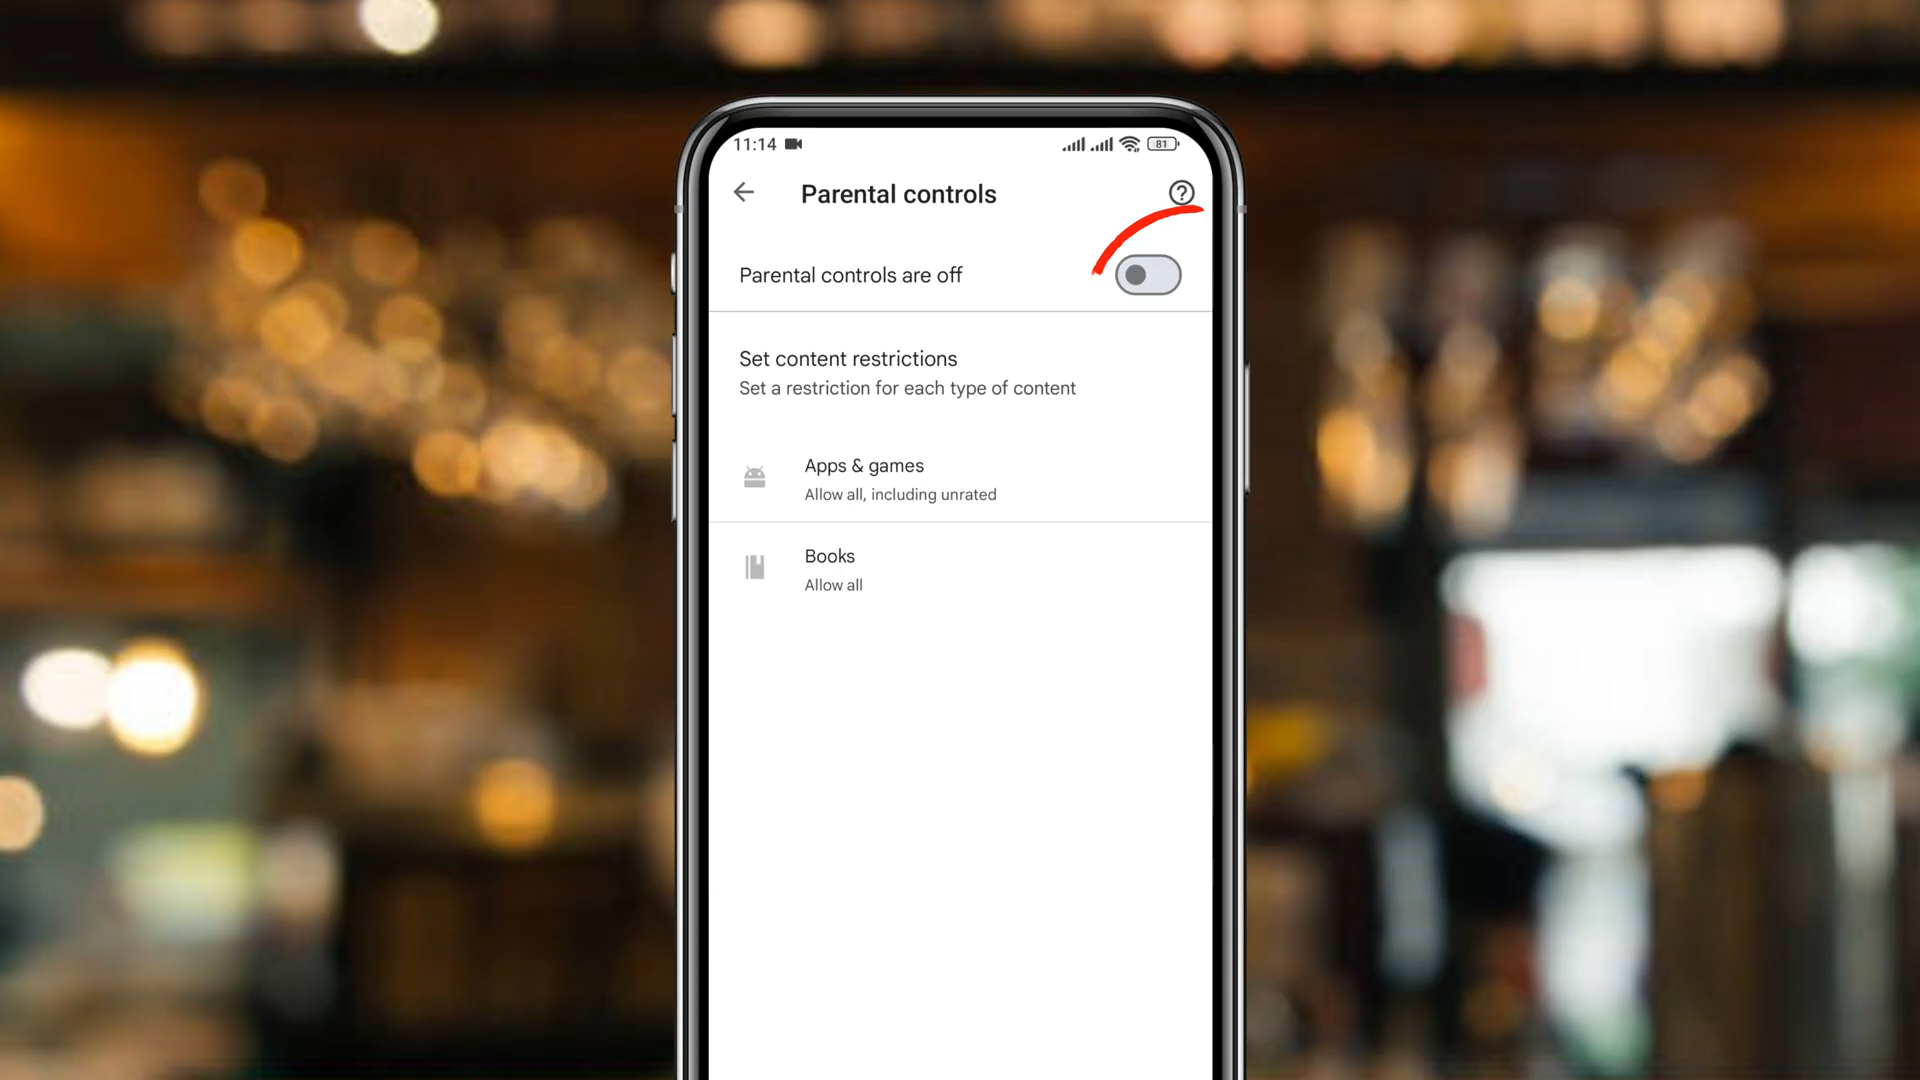 11:14
81
Parental controls
Parental controls are off
Set content restrictions
Set a restriction for each type of content
Apps & games
Allow all, including unrated
Books
Allow all